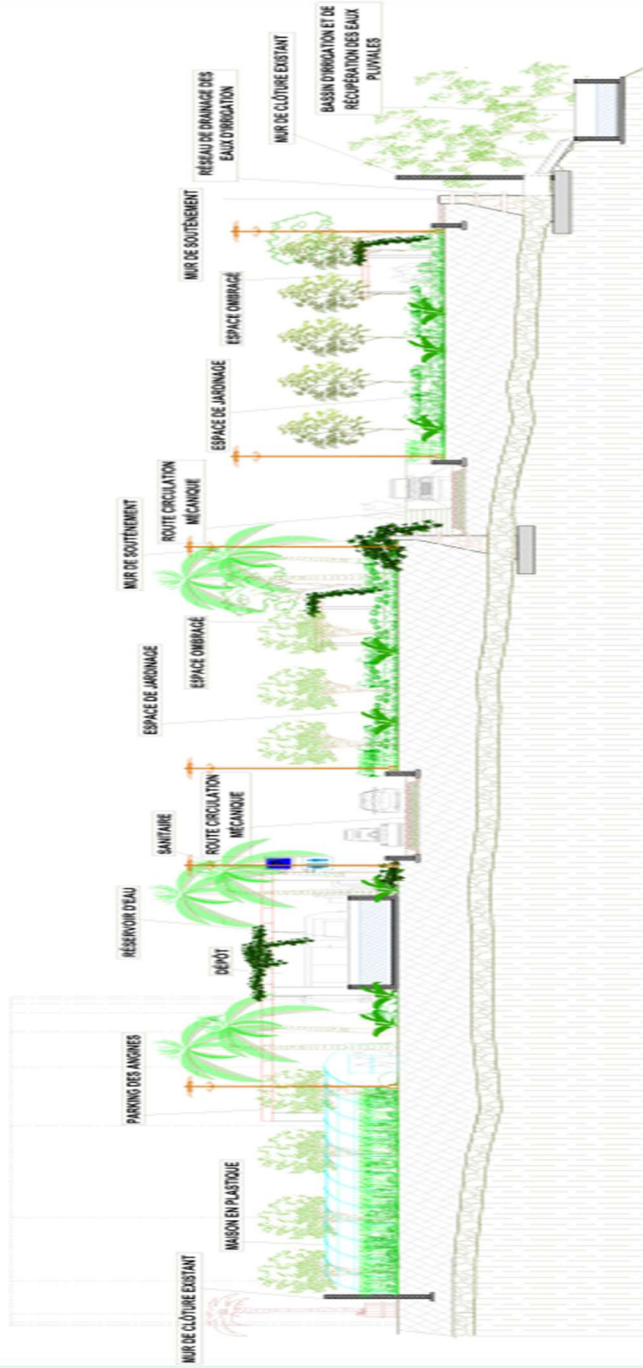 MUR DE CLÔTURE EXISTANT
MAISON EN PLASTIQUE
PARKING DES ANGINES
DÉPÔT
RÉSERVOIR D'EAU
SANITAIRE
ROUTE CIRCULATION
MÉCANIQUE
ESPACE DE JARDINAGE
ESPACE OMBRAGÉ
MUR DE SOUTÈNEMENT
ROUTE CIRCULATION
MÉCANIQUE
ESPACE DE JARDINAGE
ESPACE OMBRAGÉ
MUR DE SOUTÈNEMENT
RÉSEAU DE DRAINAGE DES
EAUX D'IRRIGATION
MUR DE CLÔTURE EXISTANT
BASSIN D'IRRIGATION ET DE
RÉCUPÉRATION DES EAUX
PLUVIALES